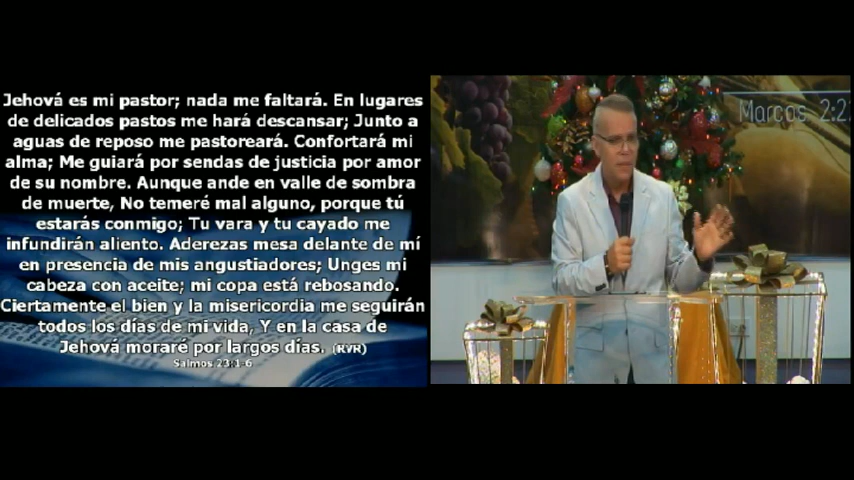 Jehová es mi pastor; nada me faltará. En lugares
de delicados pastos me hará descansar; Junto a
aguas de reposo me pastoreará. Confortará mi
alma; Me guiará por sendas de justicia por amor
de su nombre. Aunque ande en valle de sombra
de muerte, No temeré mal alguno, porque tú
estarás conmigo; Tu vara y tu cayado me
infundirán aliento. Aderezas mesa delante de mí
en presencia de mis angustiadores; Unges mi
cabeza con aceite; mi copa está rebosando.
Ciertamente el bien y la misericordia me seguirán
todos los días de mi vida, Y en la casa de
Jehová moraré por largos días. (RVR)
Salmos 23:1-6
Marcos 2:2